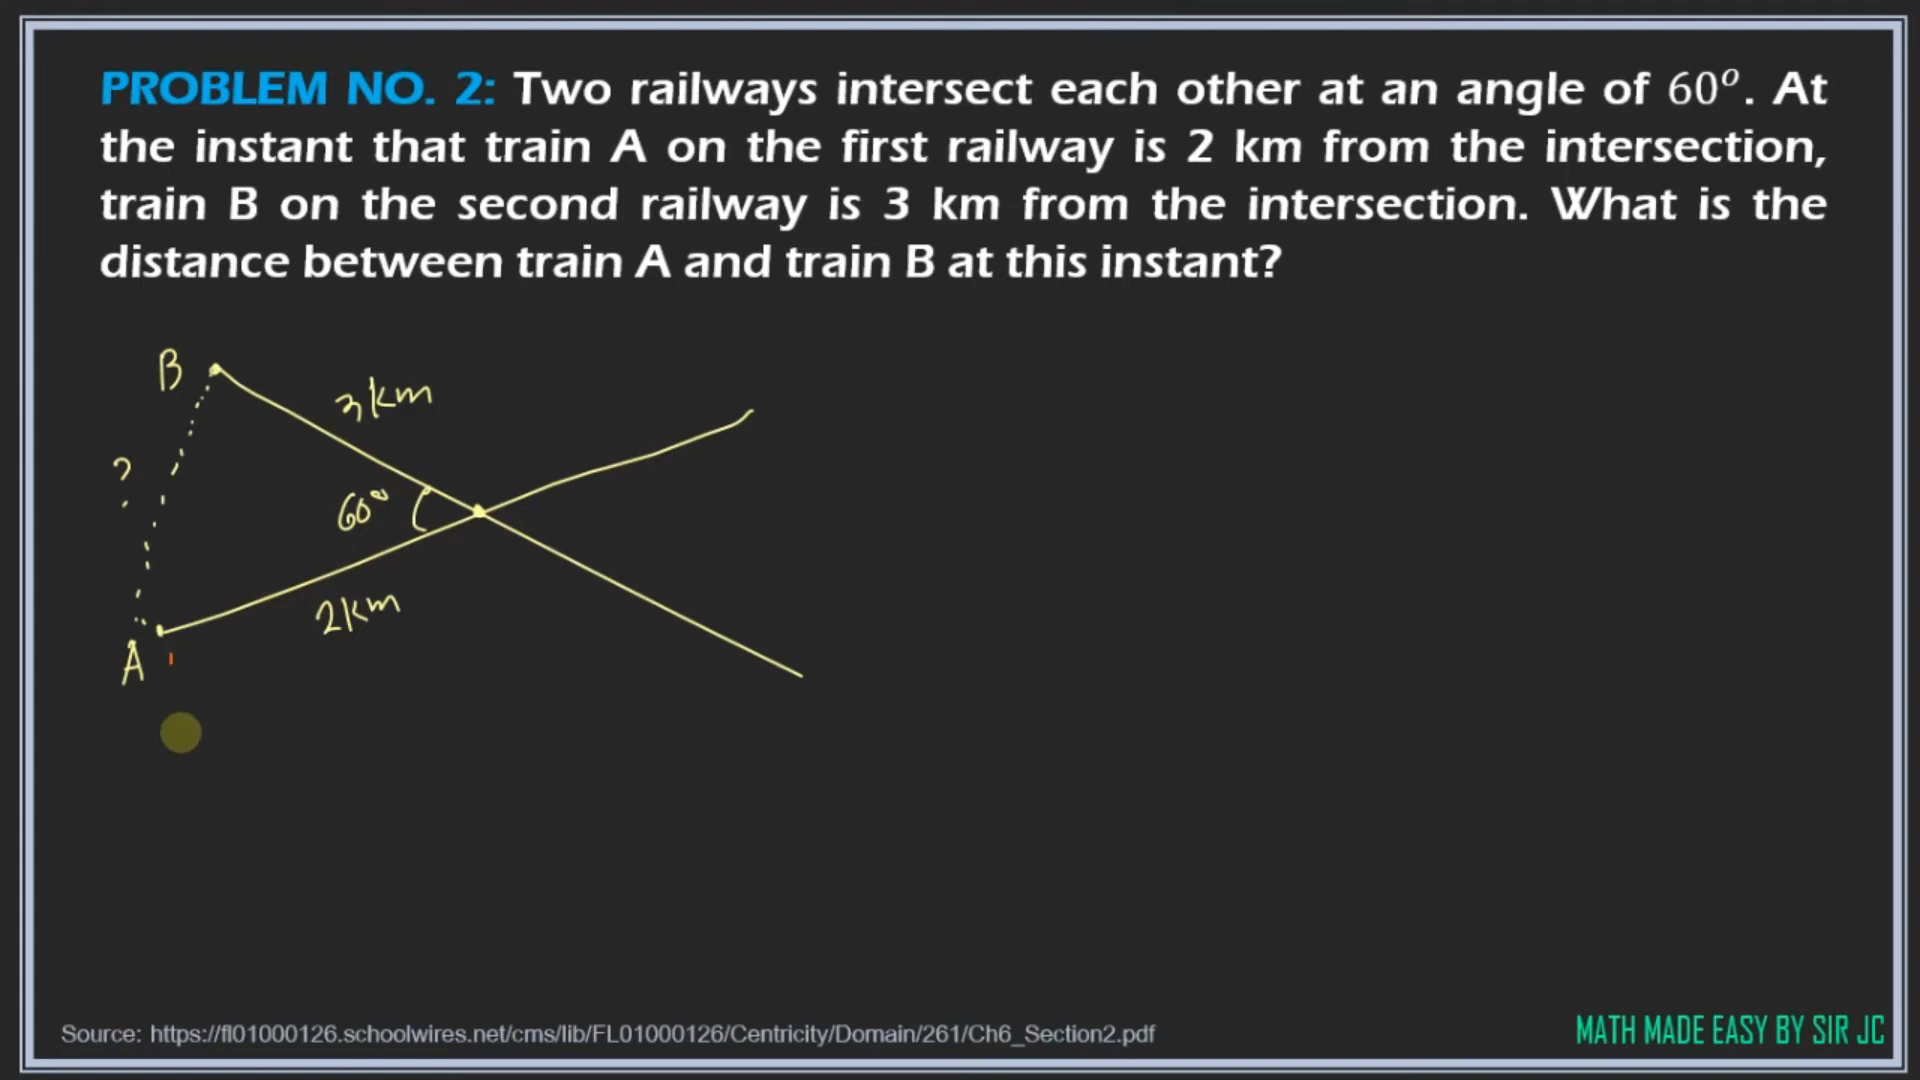 PROBLEM NO. 2: Two railways intersect each other at an angle of 60°. At
the instant that train A on the first railway is 2 km from the intersection,
train B on the second railway is 3 km from the intersection. What is the
distance between train A and train B at this instant?
B
3km
?
60°
2km
A
Source: https://fl01000126.schoolwires.net/cms/lib/FL01000126/Centricity/Domain/261/Ch6_Section2.pdf
MATH MADE EASY BY SIR JC